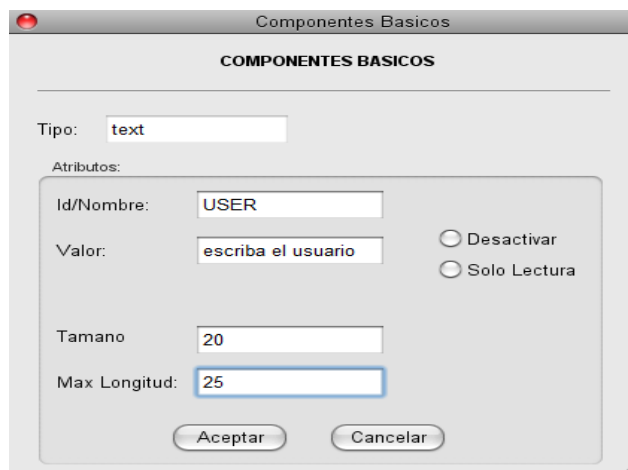 Componentes Basicos
COMPONENTES BASICOS
Tipo: text
Atributos:
Id/Nombre: USER
Valor: escriba el usuario
Desactivar
Solo Lectura
Tamano 20
Max Longitud: 25
Aceptar Cancelar